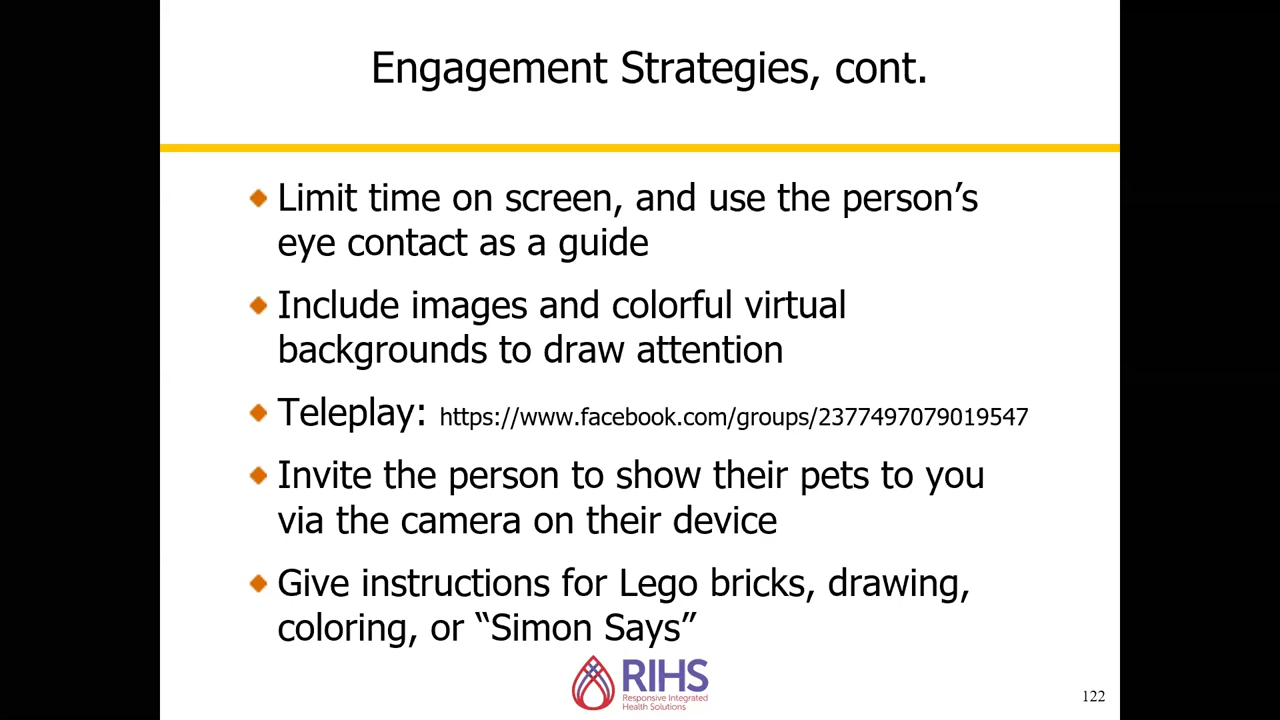 Engagement Strategies, cont.
Limit time on screen, and use the person’s
eye contact as a guide
Include images and colorful virtual
backgrounds to draw attention
Teleplay: https://www.facebook.com/groups/2377497079019547
Invite the person to show their pets to you
via the camera on their device
Give instructions for Lego bricks, drawing,
coloring, or “Simon Says”
RIHS
Responsive Integrated
Health Solutions
122